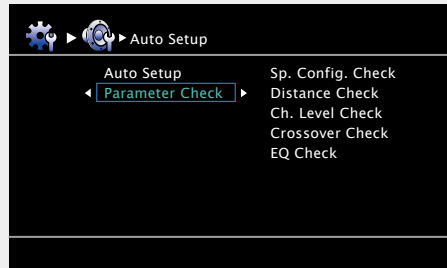 Auto Setup
Auto Setup
Parameter Check
Sp. Config. Check
Distance Check
Ch. Level Check
Crossover Check
EQ Check